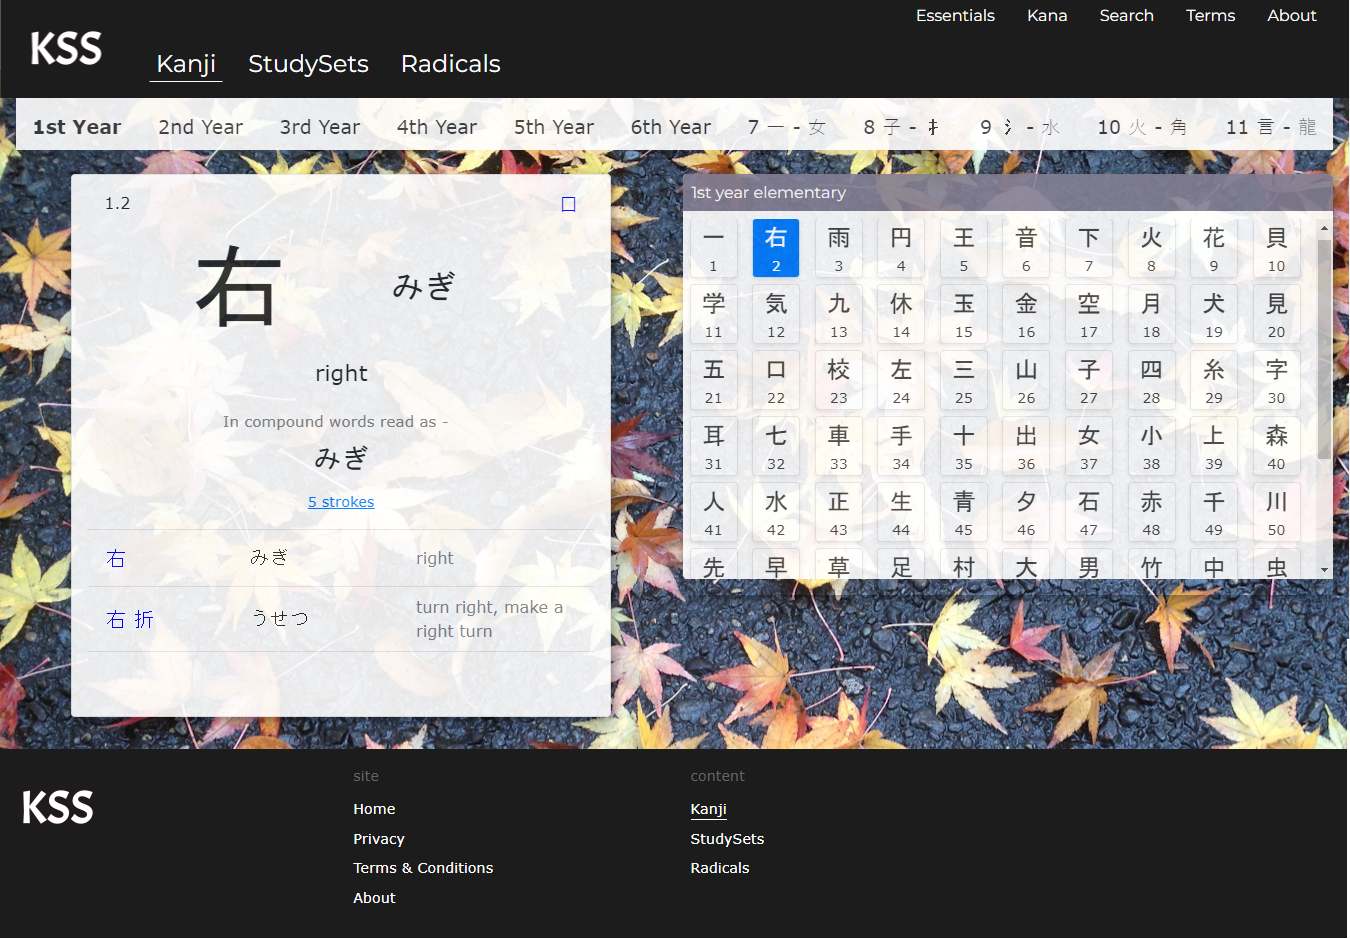 Essentials Kana Search Terms About
KSS Kanji StudySets Radicals
1st Year 2nd Year 3rd Year 4th Year 5th Year 6th Year 7 一 - 女 8 子 - 扌 9 氵 - 水 10 火 - 角 11 言 - 龍
1.2 口
右 みぎ
right
In compound words read as -
みぎ
5 strokes
右 みぎ right
右 折 うせつ turn right, make a
right turn
1st year elementary
一 右 雨 円 王 音 下 火 花 貝
1 2 3 4 5 6 7 8 9 10
学 気 九 休 玉 金 空 月 犬 見
11 12 13 14 15 16 17 18 19 20
五 口 校 左 三 山 子 四 糸 字
21 22 23 24 25 26 27 28 29 30
耳 七 車 手 十 出 女 小 上 森
31 32 33 34 35 36 37 38 39 40
人 水 正 生 青 夕 石 赤 千 川
41 42 43 44 45 46 47 48 49 50
先 早 草 足 村 大 男 竹 中 虫
KSS
site
Home
Privacy
Terms & Conditions
About
content
Kanji
StudySets
Radicals